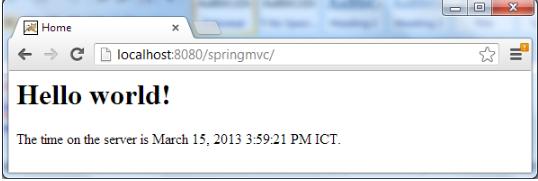 Home
localhost:8080/springmvc/
Hello world!
The time on the server is March 15, 2013 3:59:21 PM ICT.